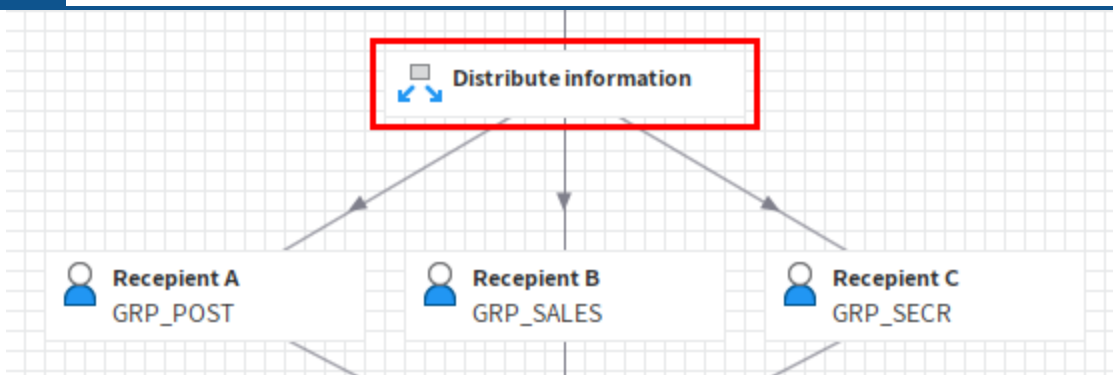 Distribute information
Recepient A
GRP_POST
Recepient B
GRP_SALES
Recepient C
GRP_SECR